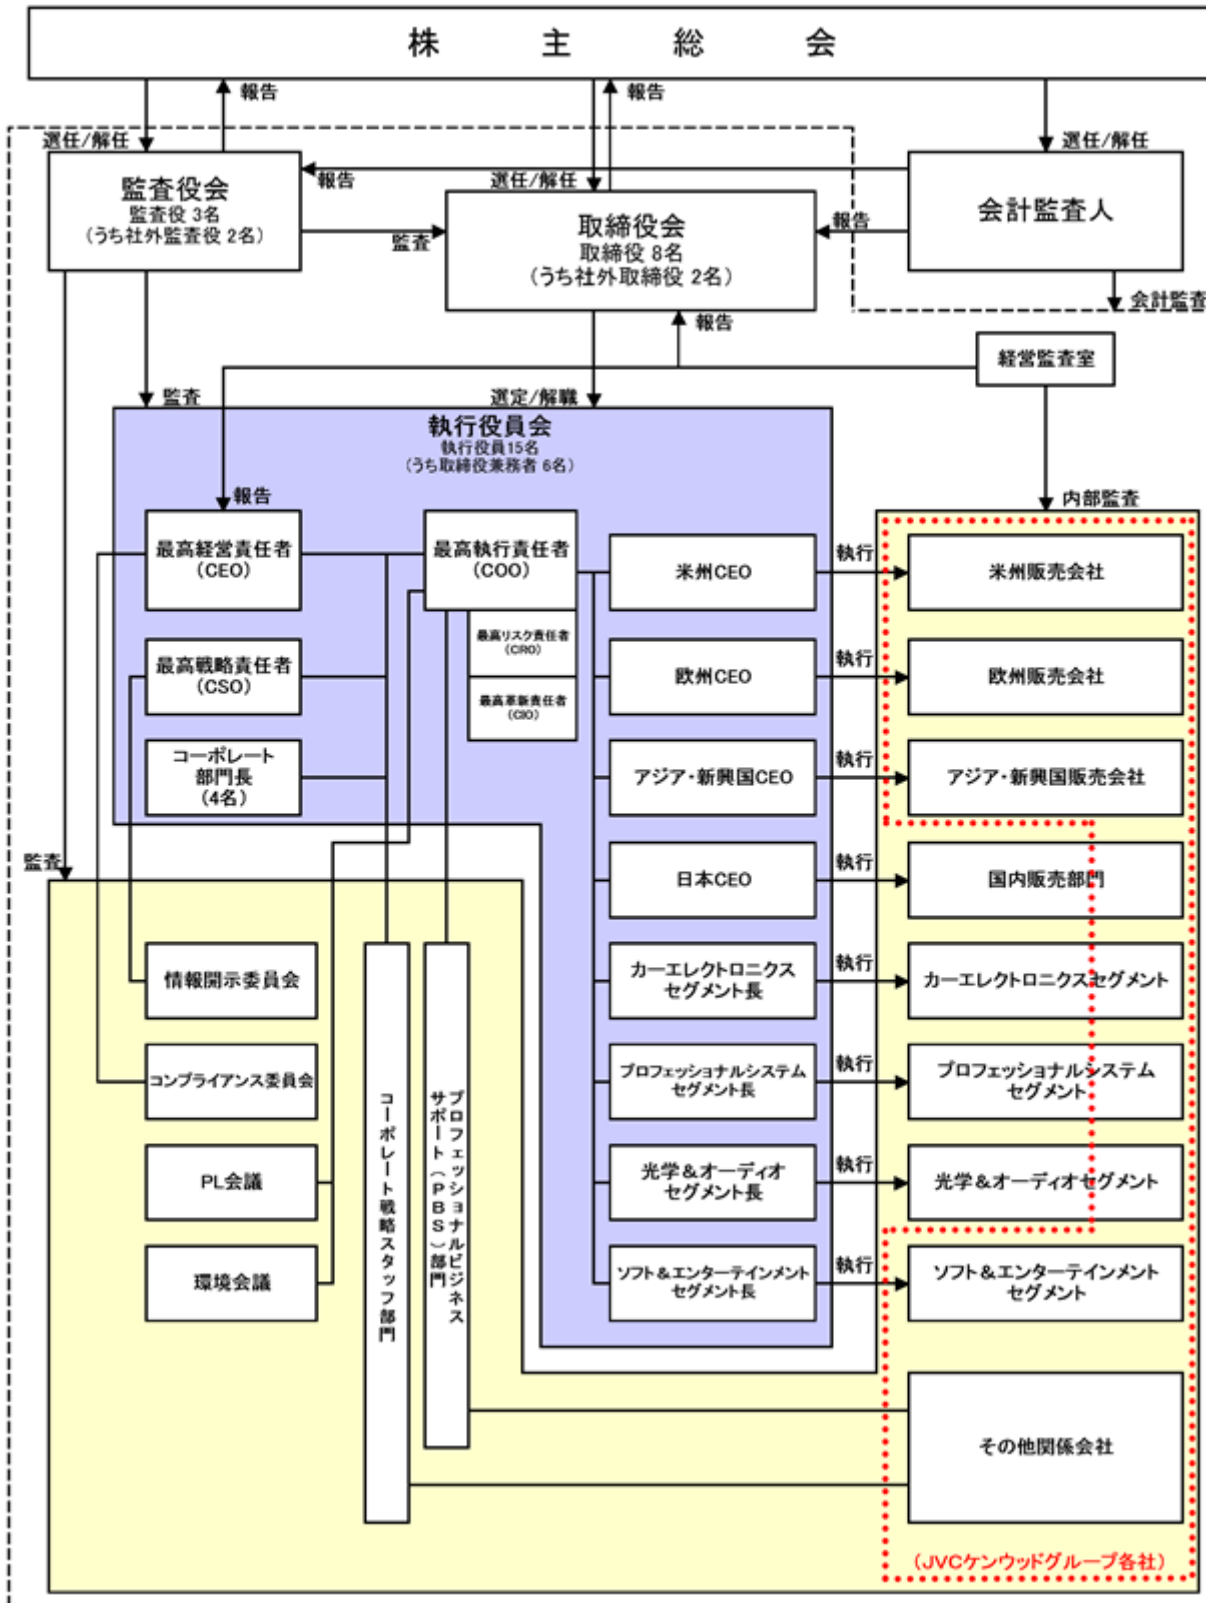 株主総会
報告
報告
選任/解任
選任/解任
監査役会
監査役 3名
(うち社外監査役 2名)
報告
選任/解任
取締役会
取締役 8名
(うち社外取締役 2名)
監査
報告
会計監査人
会計監査
報告
経営監査室
監査
選定/解職
執行役員会
執行役員15名
(うち取締役兼務者 6名)
報告
内部監査
最高経営責任者
(CEO)
最高執行責任者
(COO)
米州CEO
執行
米州販売会社
最高リスク責任者
(CRO)
最高戦略責任者
(CSO)
欧州CEO
執行
欧州販売会社
最高革新責任者
(CIO)
コーポレート
部門長
(4名)
アジア・新興国CEO
執行
アジア・新興国販売会社
監査
日本CEO
執行
国内販売部門
情報開示委員会
カーエレクトロニクス
セグメント長
執行
カーエレクトロニクスセグメント
コンプライアンス委員会
プロフェッショナルシステム
セグメント長
執行
プロフェッショナルシステム
セグメント
コーポレート戦略スタッフ部門
プロフェッショナルビジネス
サポート(PBS)部門
PL会議
光学&オーディオ
セグメント長
執行
光学&オーディオセグメント
環境会議
ソフト&エンターテインメント
セグメント長
執行
ソフト&エンターテインメント
セグメント
その他関係会社
(JVCケンウッドグループ各社)